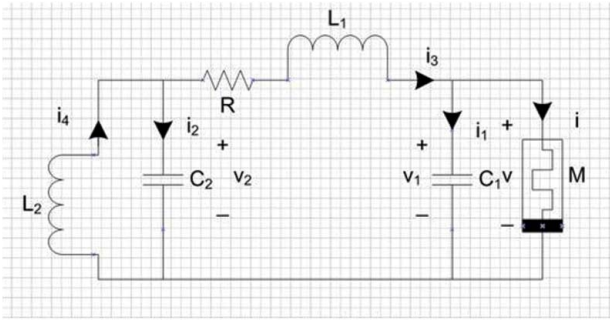 L₁
i₃
R
i₄
i₂
+
C₂ v₂
–
L₂
i₁
+
v₁ C₁
–
+ i
v M
–